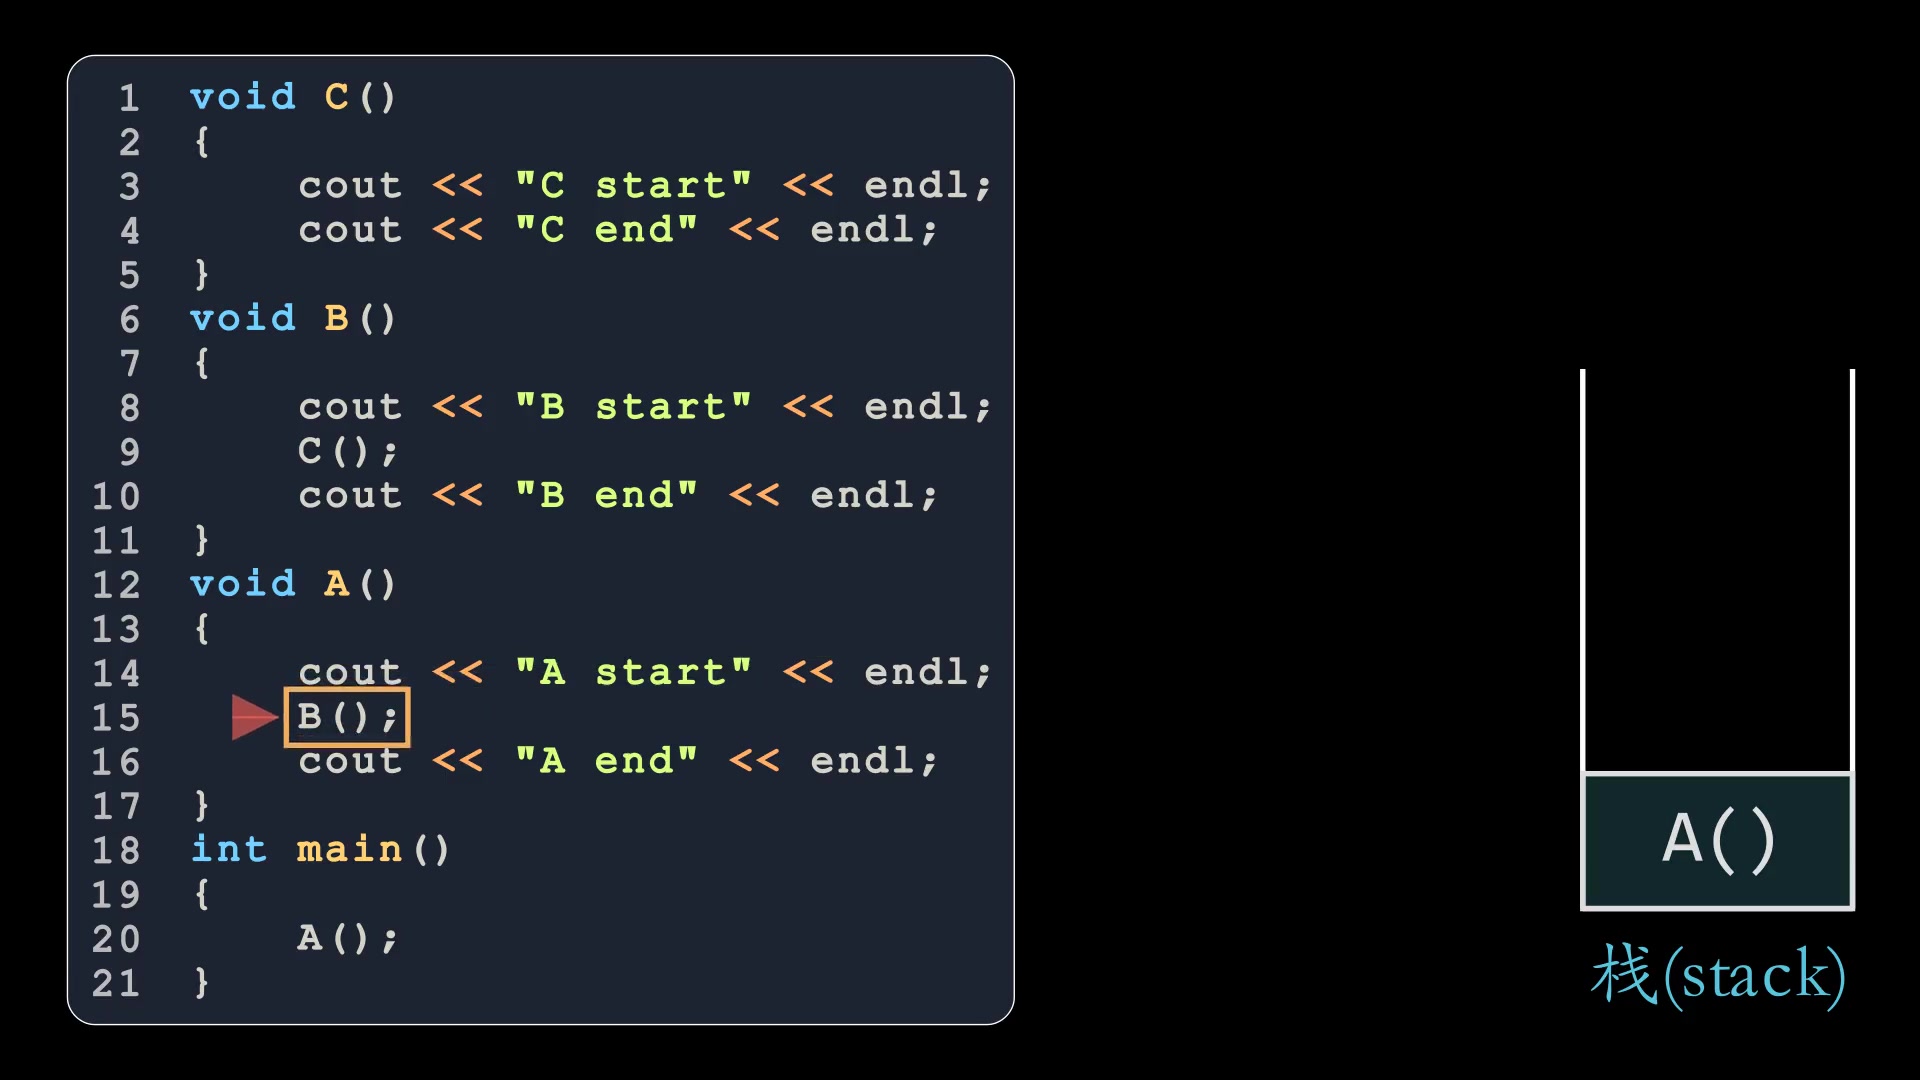 1 void C()
2 {
3 cout << "C start" << endl;
4 cout << "C end" << endl;
5 }
6 void B()
7 {
8 cout << "B start" << endl;
9 C();
10 cout << "B end" << endl;
11 }
12 void A()
13 {
14 cout << "A start" << endl;
15 B();
16 cout << "A end" << endl;
17 }
18 int main()
19 {
20 A();
21 }
A()
栈(stack)